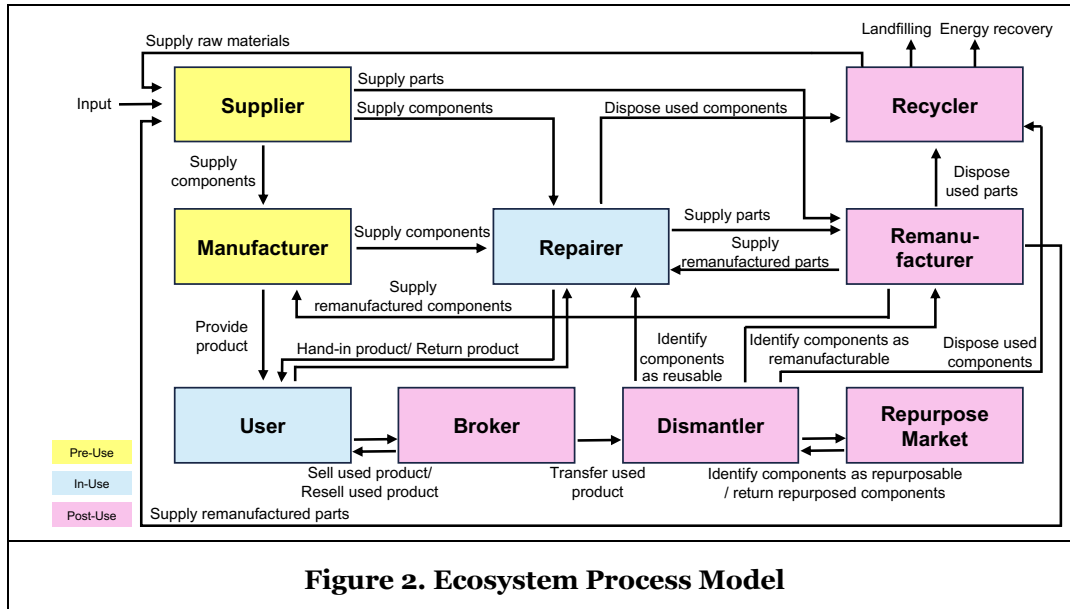 Supply raw materials
Landfilling
Energy recovery
Input
Supplier
Supply parts
Supply components
Dispose used components
Recycler
Supply
components
Dispose
used parts
Manufacturer
Supply components
Repairer
Supply parts
Supply
remanufactured parts
Remanu-
facturer
Supply
remanufactured components
Provide
product
Hand-in product/ Return product
Identify
components
as reusable
Identify components as
remanufacturable
Dispose used
components
User
Broker
Dismantler
Repurpose
Market
Sell used product/
Resell used product
Transfer used
product
Identify components as repurposable
/ return repurposed components
Pre-Use
In-Use
Post-Use
Supply remanufactured parts
Figure 2. Ecosystem Process Model